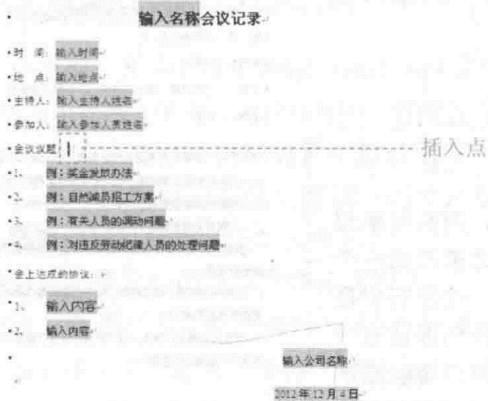 输入名称会议记录
时　间：输入时间
地　点：输入地点
主持人：输入主持人姓名
参加人：输入参加人员姓名
会议议题
插入点
1、 例：奖金发放办法
2、 例：自然减员招工方案
3、 例：有关人员的调动问题
4、 例：对违反劳动纪律人员的处理问题
会上达成的协议：
1、 输入内容
2、 输入内容
输入公司名称
2012年12月4日